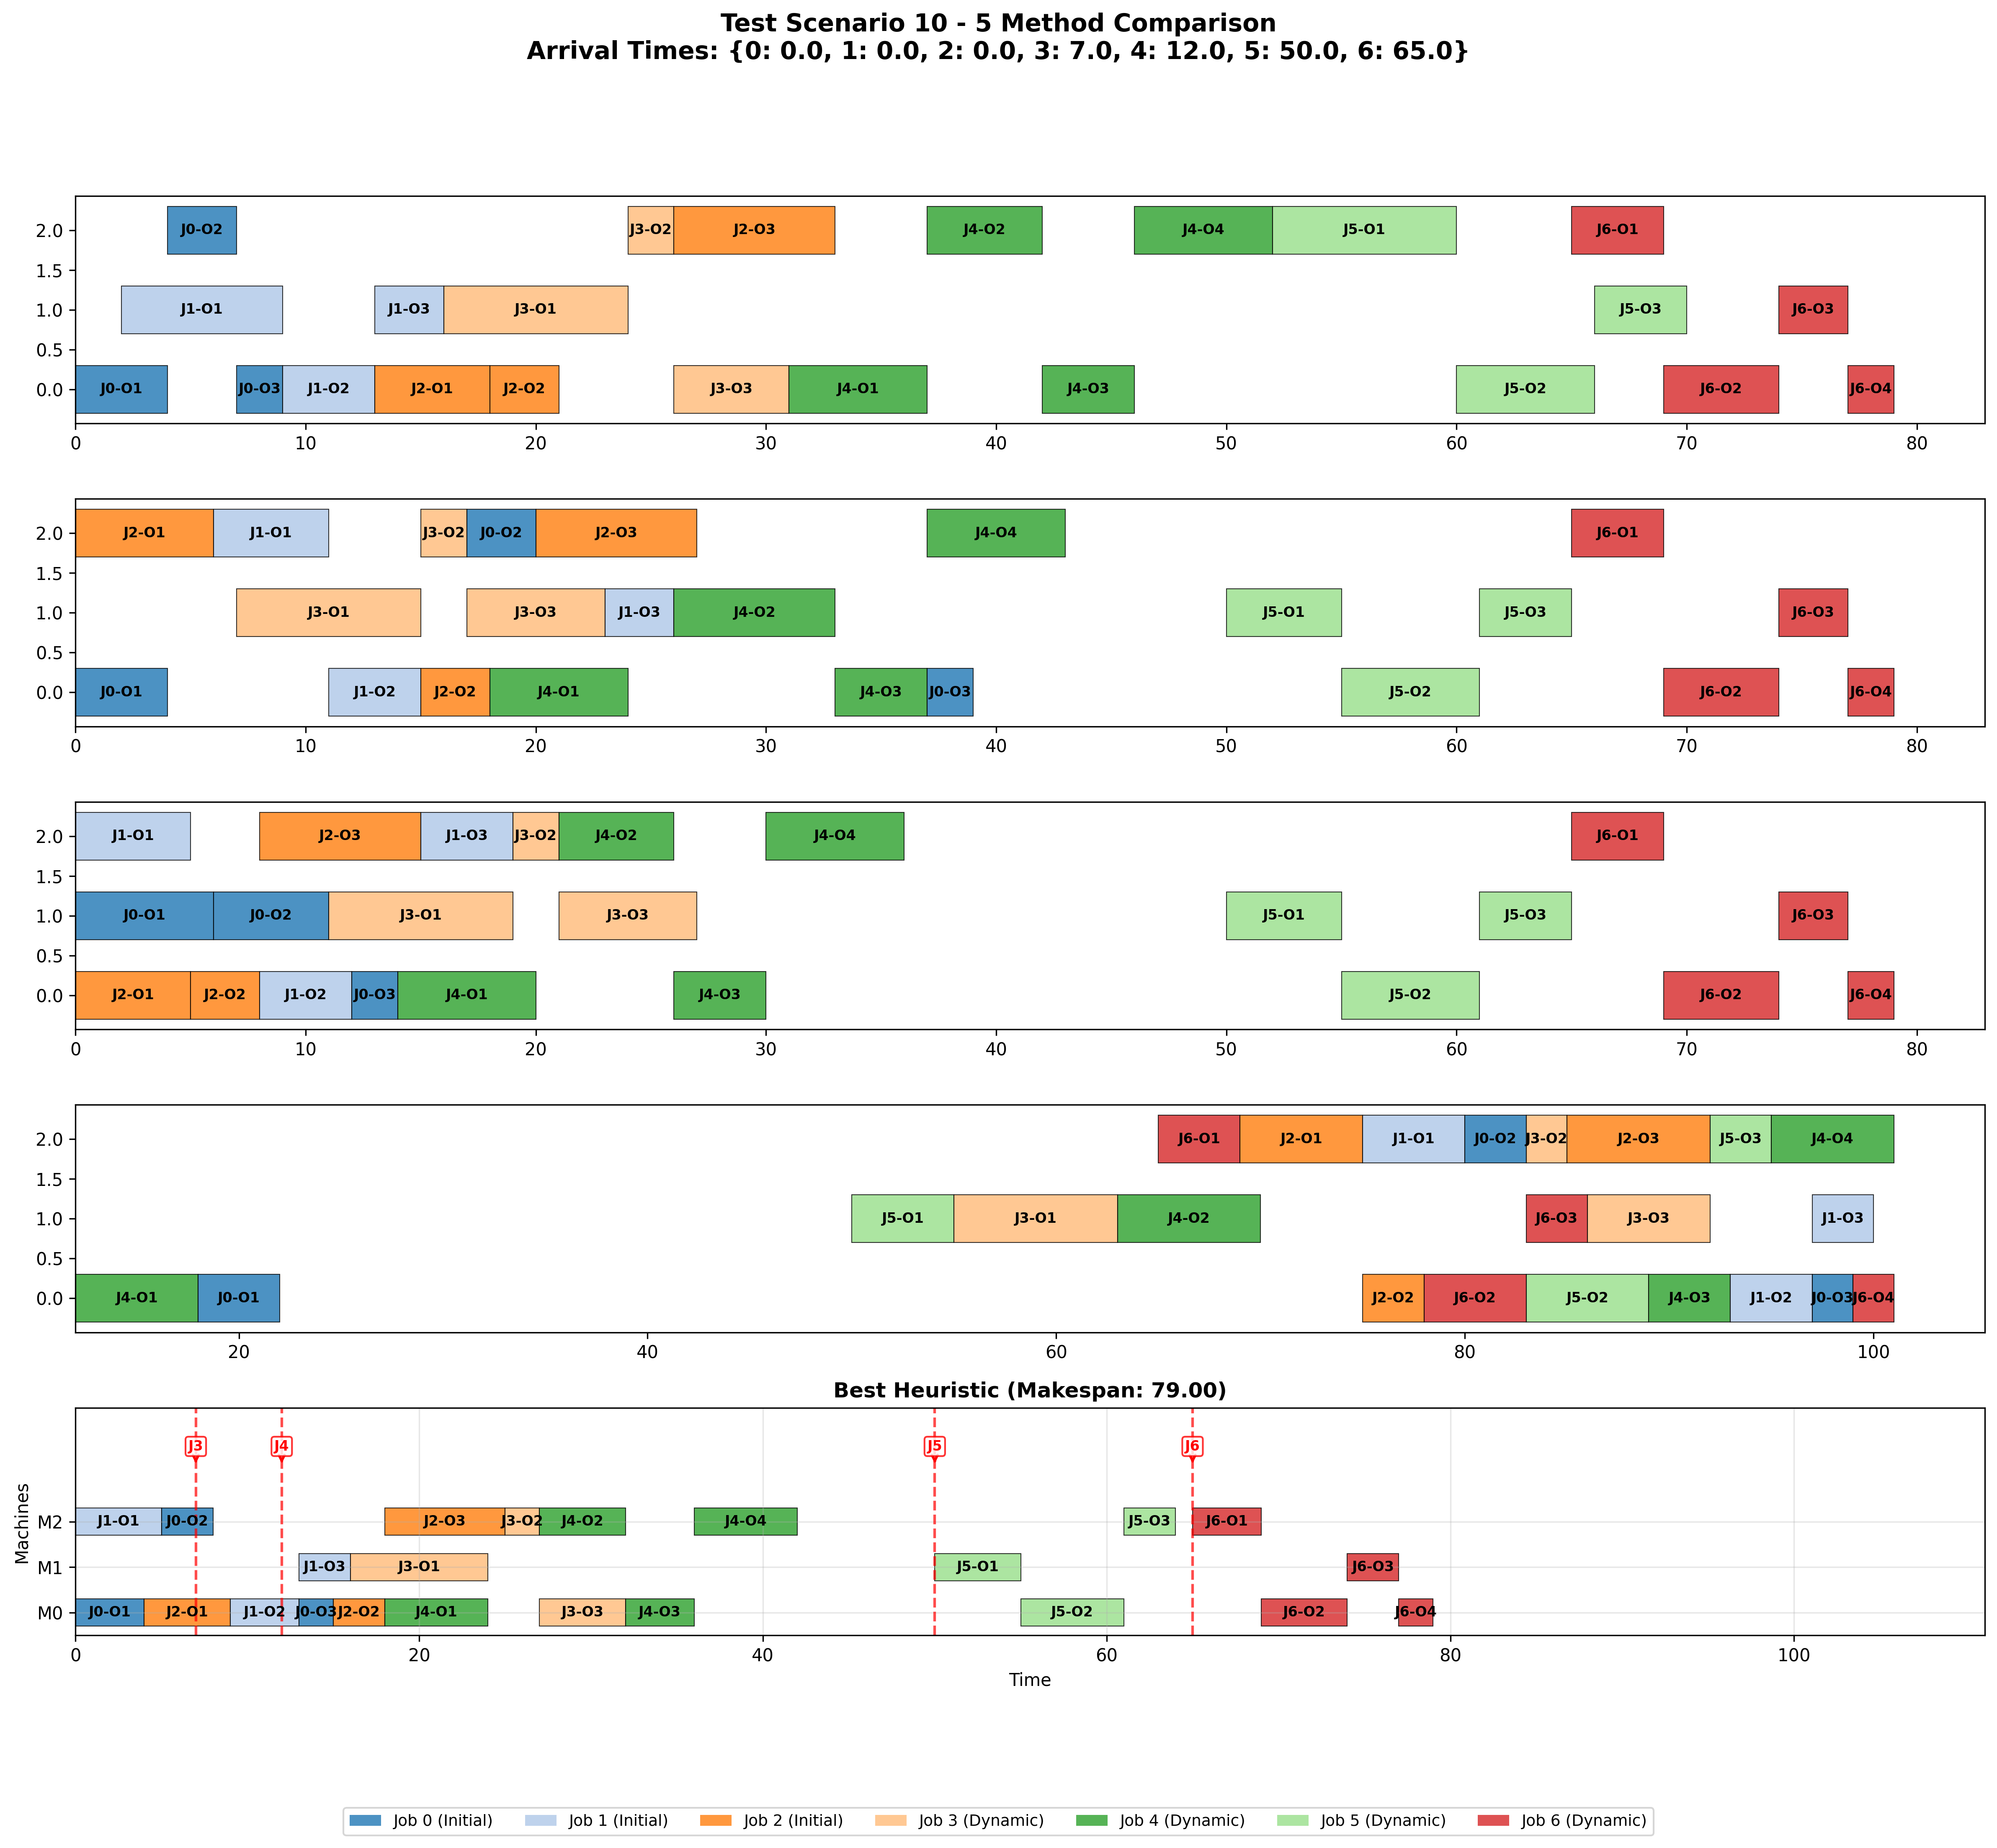 Test Scenario 10 - 5 Method Comparison
Arrival Times: {0: 0.0, 1: 0.0, 2: 0.0, 3: 7.0, 4: 12.0, 5: 50.0, 6: 65.0}
2.0 J0-O2 J3-O2 J2-O3 J4-O2 J4-O4 J5-O1 J6-O1
1.5
1.0 J1-O1 J1-O3 J3-O1 J5-O3 J6-O3
0.5
0.0 J0-O1 J0-O3 J1-O2 J2-O1 J2-O2 J3-O3 J4-O1 J4-O3 J5-O2 J6-O2 J6-O4
0 10 20 30 40 50 60 70 80
2.0 J2-O1 J1-O1 J3-O2 J0-O2 J2-O3 J4-O4 J6-O1
1.5
1.0 J3-O1 J3-O3 J1-O3 J4-O2 J5-O1 J5-O3 J6-O3
0.5
0.0 J0-O1 J1-O2 J2-O2 J4-O1 J4-O3 J0-O3 J5-O2 J6-O2 J6-O4
0 10 20 30 40 50 60 70 80
2.0 J1-O1 J2-O3 J1-O3 J3-O2 J4-O2 J4-O4 J6-O1
1.5
1.0 J0-O1 J0-O2 J3-O1 J3-O3 J5-O1 J5-O3 J6-O3
0.5
0.0 J2-O1 J2-O2 J1-O2 J0-O3 J4-O1 J4-O3 J5-O2 J6-O2 J6-O4
0 10 20 30 40 50 60 70 80
2.0 J6-O1 J2-O1 J1-O1 J0-O2 J3-O2 J2-O3 J5-O3 J4-O4
1.5
1.0 J5-O1 J3-O1 J4-O2 J6-O3 J3-O3 J1-O3
0.5
0.0 J4-O1 J0-O1 J2-O2 J6-O2 J5-O2 J4-O3 J1-O2 J0-O3 J6-O4
20 40 60 80 100
Best Heuristic (Makespan: 79.00)
J3 J4 J5 J6
Machines
M2 J1-O1 J0-O2 J2-O3 J3-O2 J4-O2 J4-O4 J5-O3 J6-O1
M1 J1-O3 J3-O1 J5-O1 J6-O3
M0 J0-O1 J2-O1 J1-O2 J0-O3 J2-O2 J4-O1 J3-O3 J4-O3 J5-O2 J6-O2 J6-O4
0 20 40 60 80 100
Time
Job 0 (Initial) Job 1 (Initial) Job 2 (Initial) Job 3 (Dynamic) Job 4 (Dynamic) Job 5 (Dynamic) Job 6 (Dynamic)